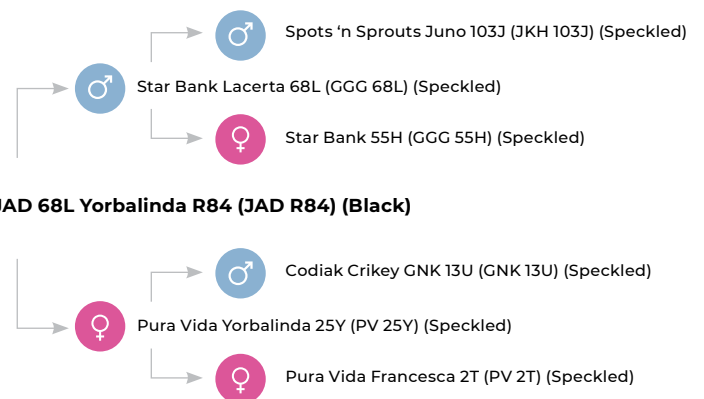 Spots ‘n Sprouts Juno 103J (JKH 103J) (Speckled)
Star Bank Lacerta 68L (GGG 68L) (Speckled)
Star Bank 55H (GGG 55H) (Speckled)
JAD 68L Yorbalinda R84 (JAD R84) (Black)
Codiak Crikey GNK 13U (GNK 13U) (Speckled)
Pura Vida Yorbalinda 25Y (PV 25Y) (Speckled)
Pura Vida Francesca 2T (PV 2T) (Speckled)